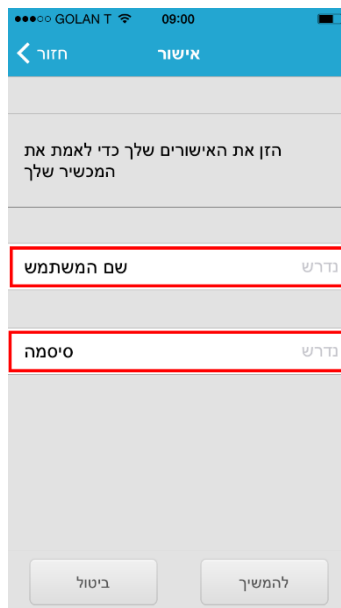 GOLAN T 09:00
חזור אישור
הזן את האישורים שלך כדי לאמת את
המכשיר שלך
שם המשתמש נדרש
סיסמה נדרש
ביטול להמשיך